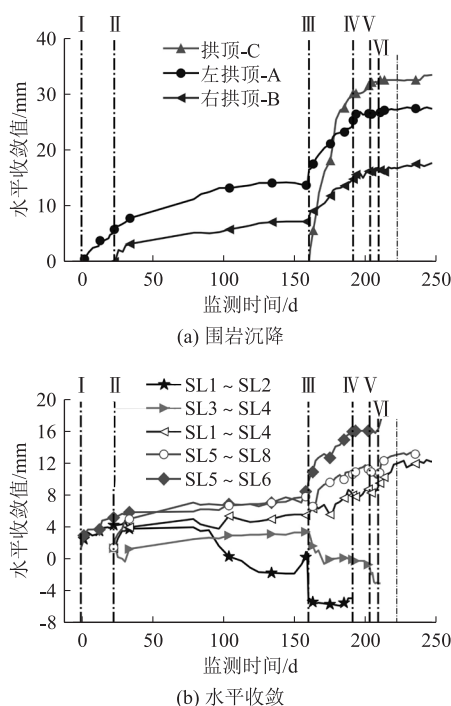 Ⅰ Ⅱ Ⅲ Ⅳ Ⅴ
Ⅵ
40
30
20
10
0
水平收敛值/mm
拱顶-C
左拱顶-A
右拱顶-B
0 50 100 150 200 250
监测时间/d
(a) 围岩沉降
Ⅰ Ⅱ Ⅲ Ⅳ Ⅴ
Ⅵ
20
16
12
8
4
0
-4
-8
水平收敛值/mm
SL1 ~ SL2
SL3 ~ SL4
SL1 ~ SL4
SL5 ~ SL8
SL5 ~ SL6
0 50 100 150 200 250
监测时间/d
(b) 水平收敛